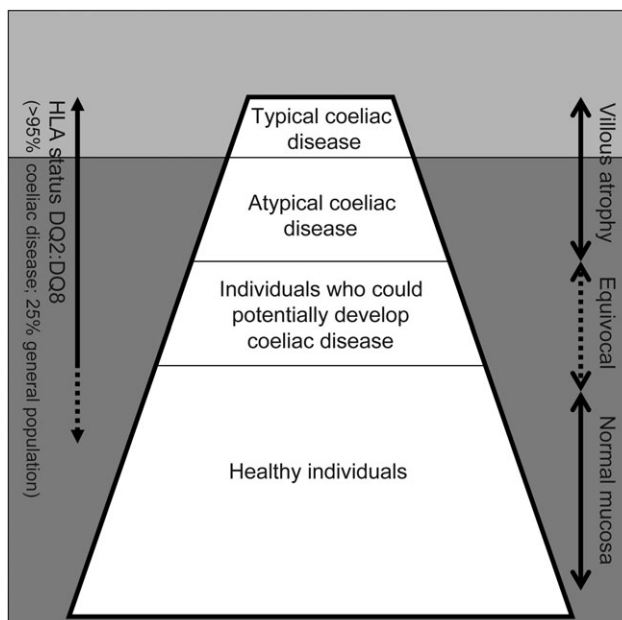 HLA status DQ2:DQ8
(>95% coeliac disease; 25% general population)
Typical coeliac
disease
Atypical coeliac
disease
Individuals who could
potentially develop
coeliac disease
Healthy individuals
Villous atrophy
Equivocal
Normal mucosa